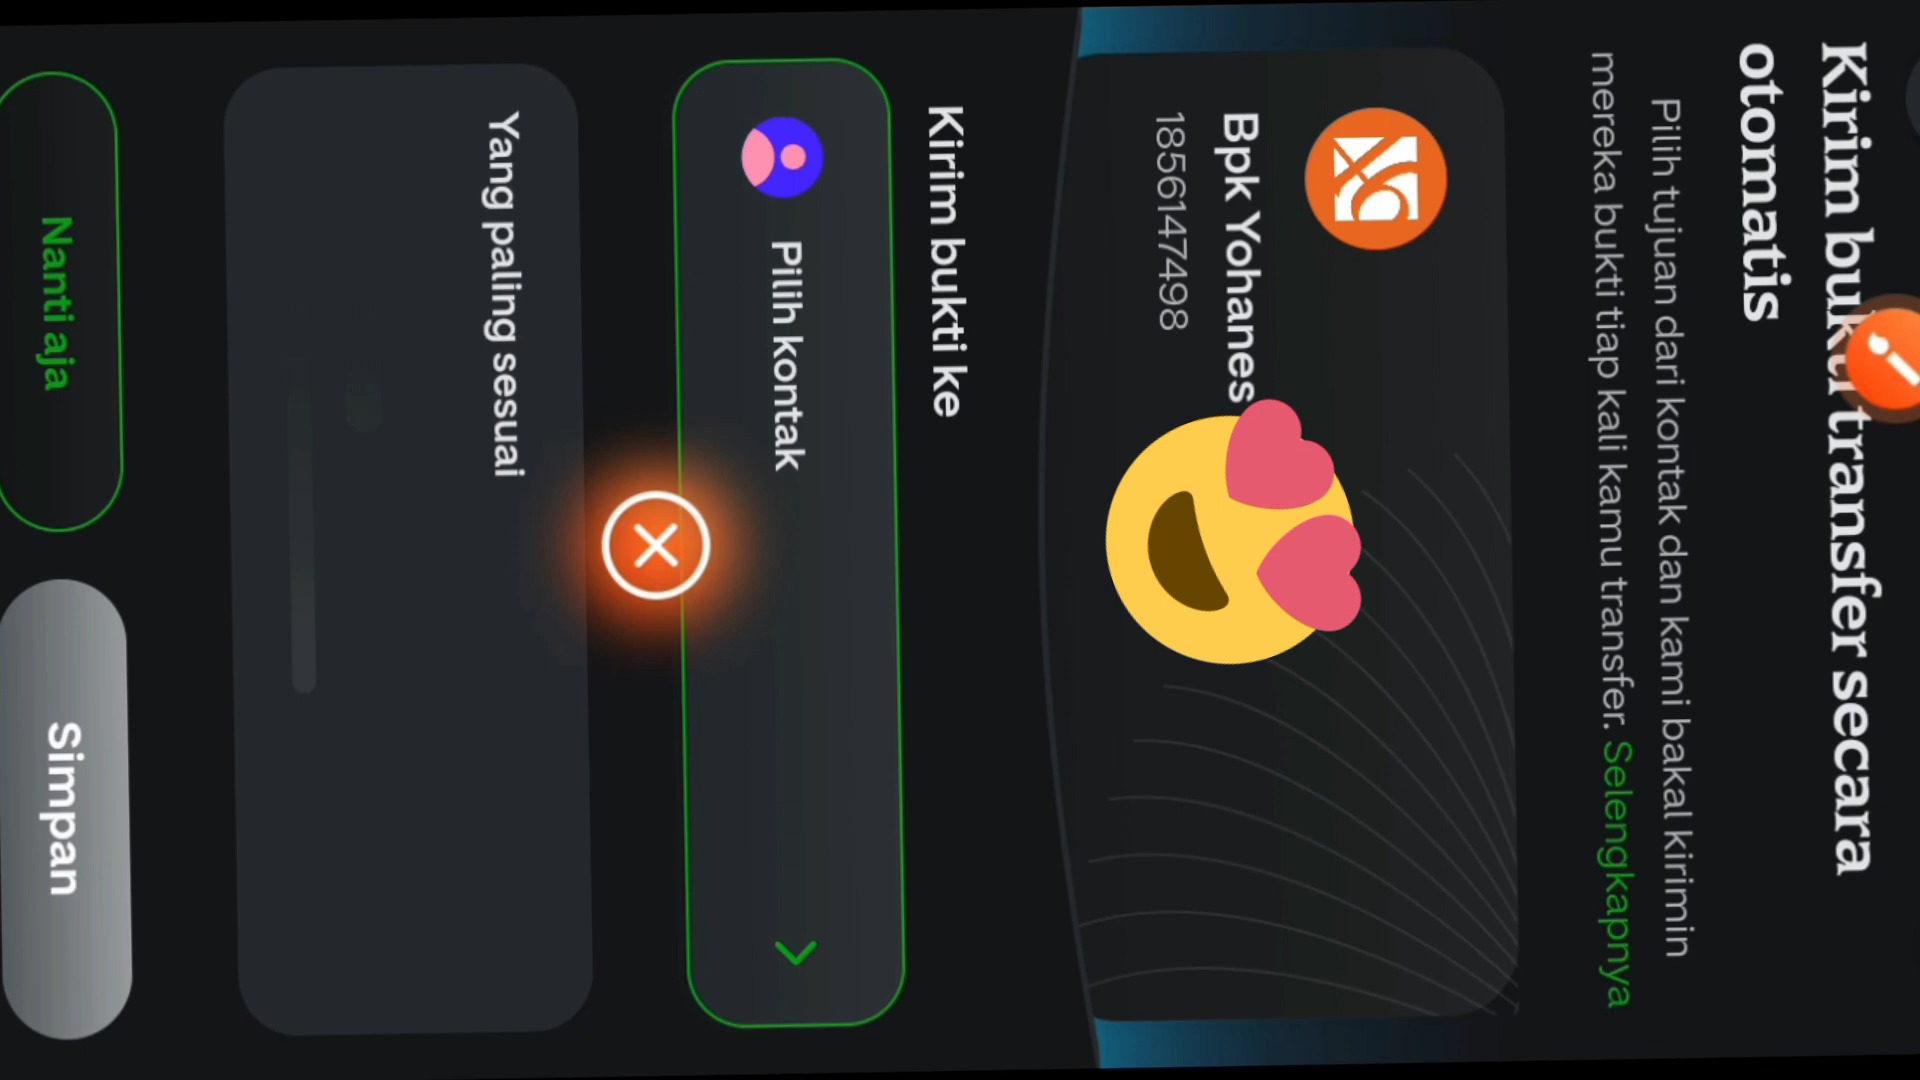 Kirim bukti transfer secara
otomatis
Pilih tujuan dari kontak dan kami bakal kirimin
mereka bukti tiap kali kamu transfer. Selengkapnya
Bpk Yohanes
1856147498
Kirim bukti ke
Pilih kontak
Yang paling sesuai
Nanti aja
Simpan